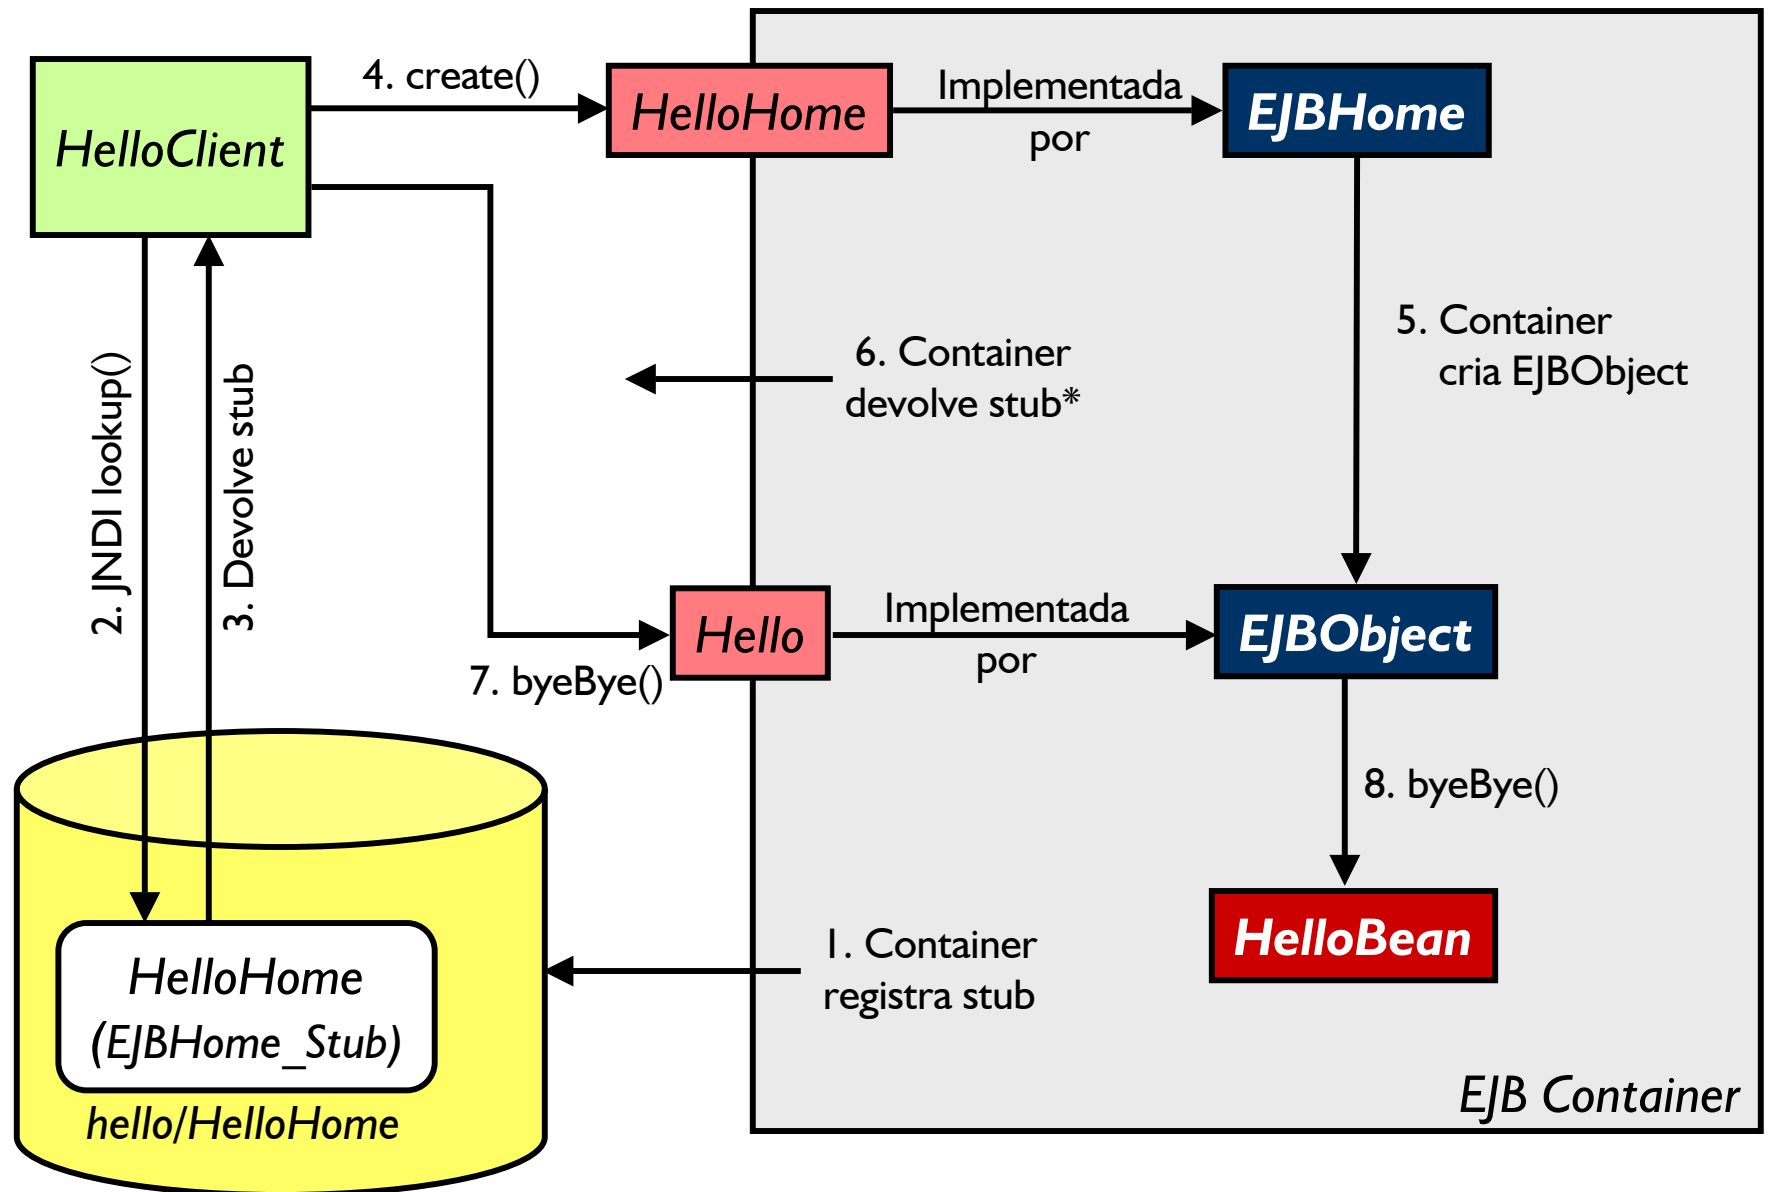 4. create()
HelloClient
HelloHome
Implementada
por
EJBHome
2. JNDI lookup()
3. Devolve stub
6. Container
devolve stub*
5. Container
cria EJBObject
7. byeBye()
Hello
Implementada
por
EJBObject
8. byeBye()
HelloBean
1. Container
registra stub
HelloHome
(EJBHome_Stub)
hello/HelloHome
EJB Container